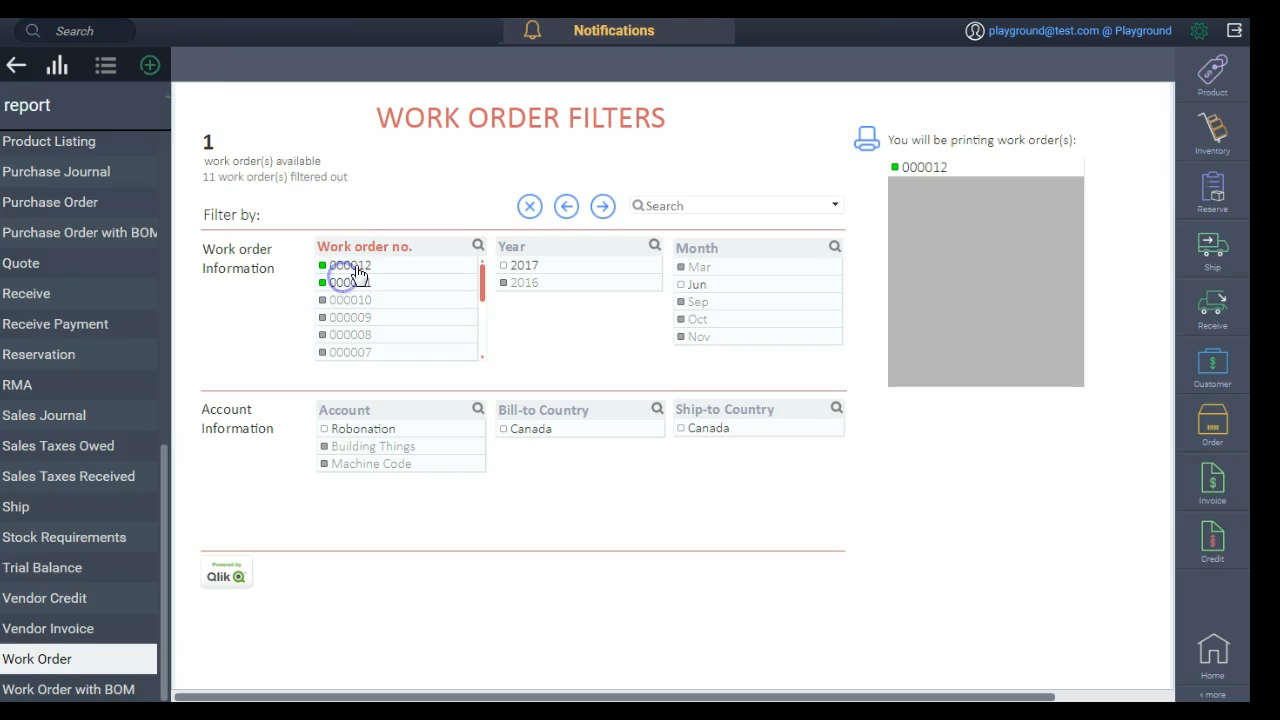 Search
Notifications
playground@test.com @ Playground
report
Product Listing
Purchase Journal
Purchase Order
Purchase Order with BOM
Quote
Receive
Receive Payment
Reservation
RMA
Sales Journal
Sales Taxes Owed
Sales Taxes Received
Ship
Stock Requirements
Trial Balance
Vendor Credit
Vendor Invoice
Work Order
Work Order with BOM
WORK ORDER FILTERS
1
work order(s) available
11 work order(s) filtered out
Filter by:
Search
Work order
Information
Work order no.
000012
000010
000009
000008
000007
Year
2017
2016
Month
Mar
Jun
Sep
Oct
Nov
Account
Information
Account
Robonation
Building Things
Machine Code
Bill-to Country
Canada
Ship-to Country
Canada
Powered by
Qlik Q
You will be printing work order(s):
000012
Product
Inventory
Reserve
Ship
Receive
Customer
Order
Invoice
Credit
Home
< more